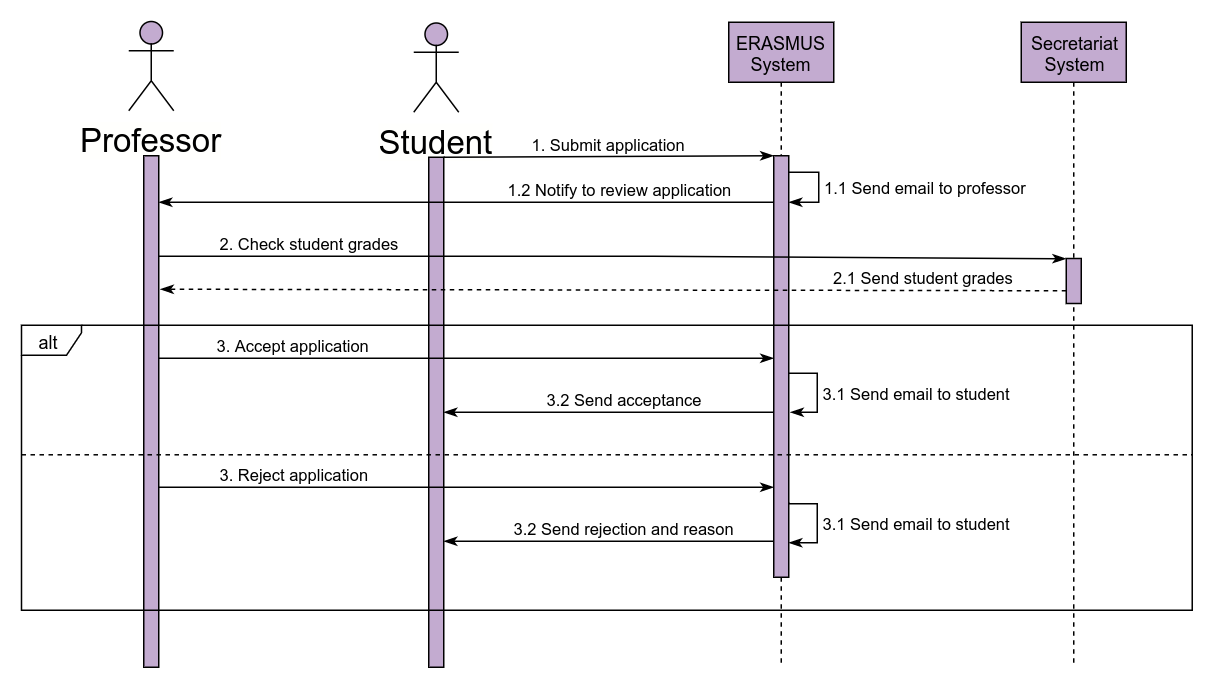 ERASMUS
System
Secretariat
System
Professor
Student
1. Submit application
1.1 Send email to professor
1.2 Notify to review application
2. Check student grades
2.1 Send student grades
alt
3. Accept application
3.1 Send email to student
3.2 Send acceptance
3. Reject application
3.1 Send email to student
3.2 Send rejection and reason